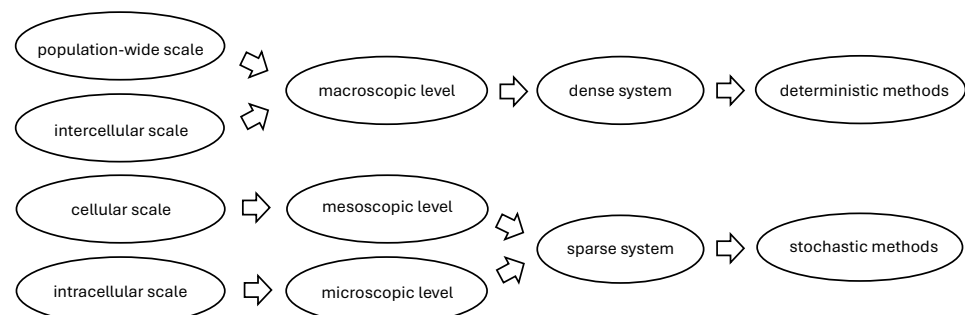 population-wide scale
intercellular scale
macroscopic level
dense system
deterministic methods
cellular scale
mesoscopic level
intracellular scale
microscopic level
sparse system
stochastic methods